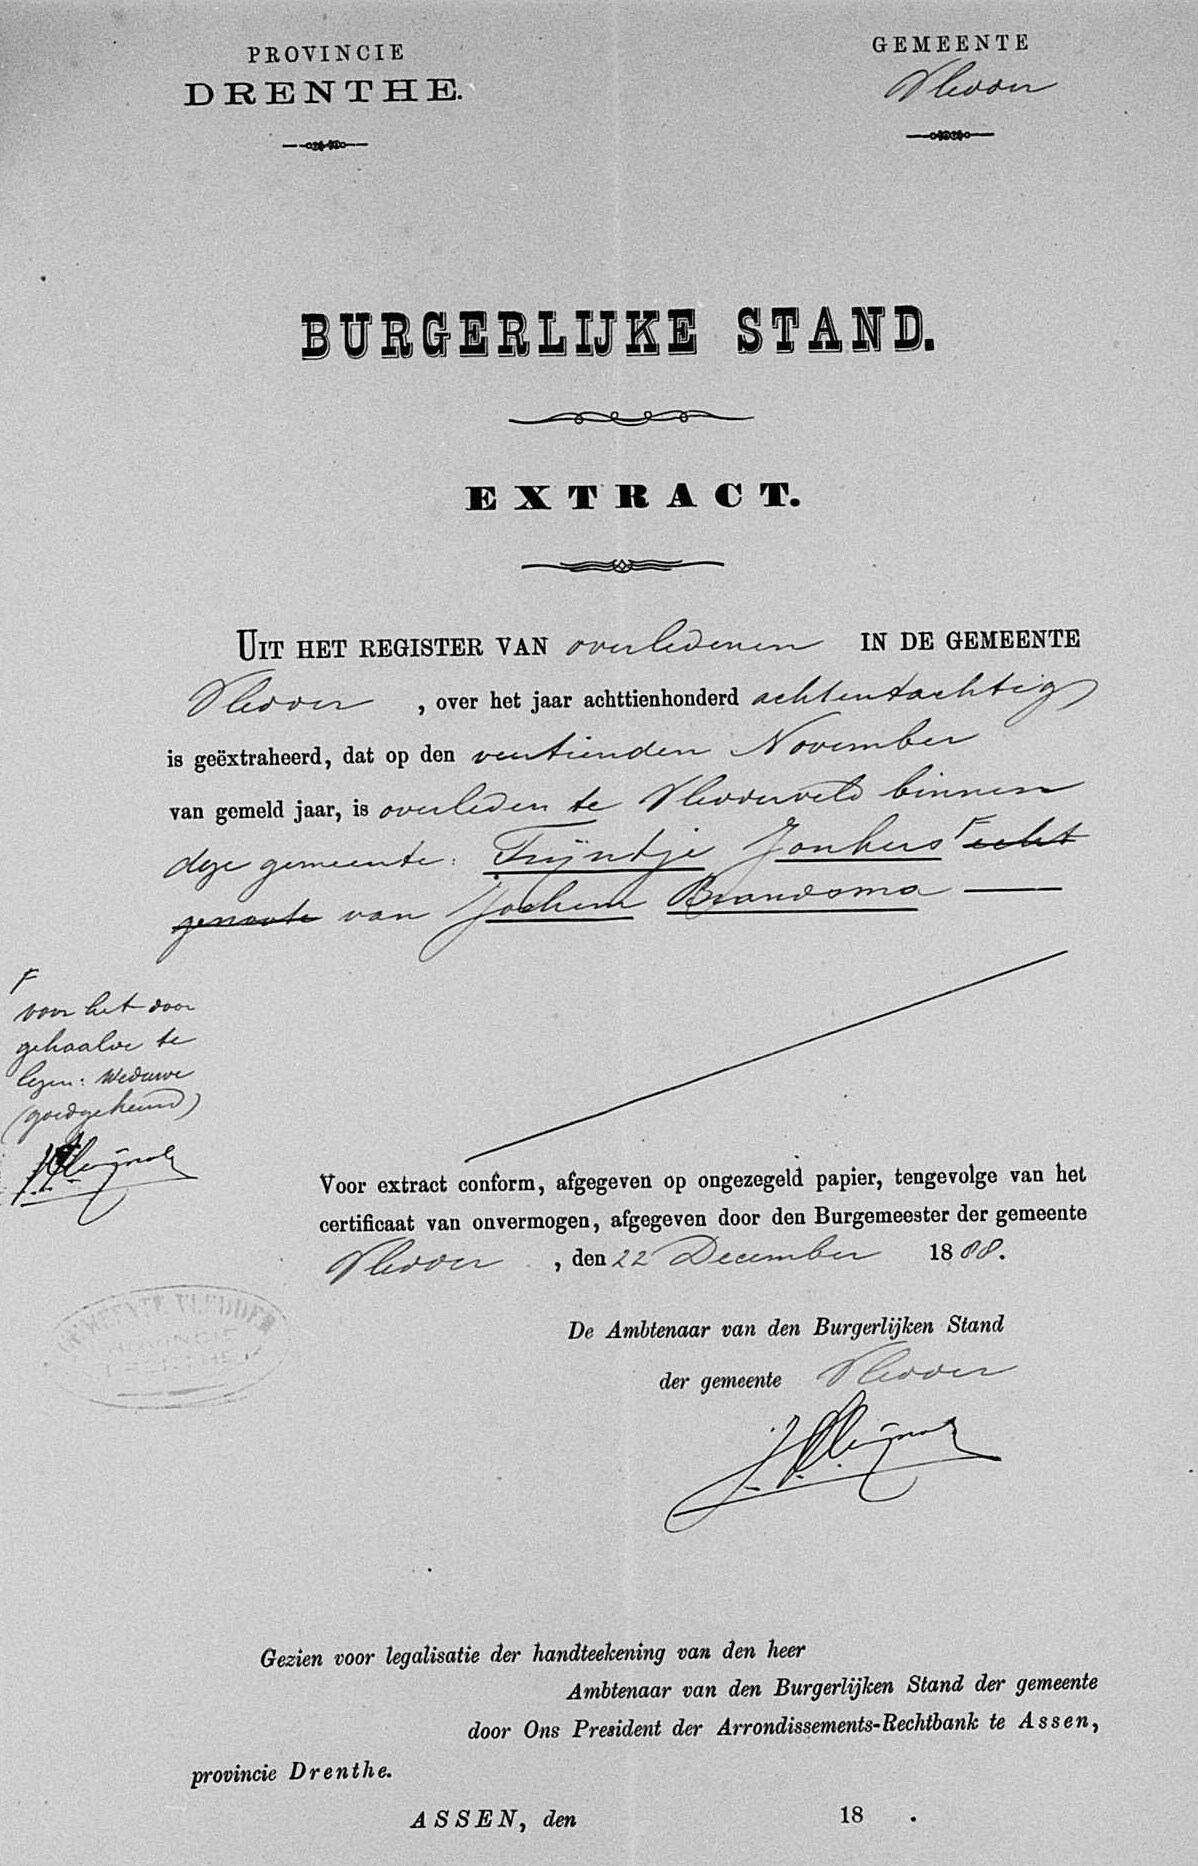 PROVINCIE
DRENTHE.
GEMEENTE
Vledder
BURGERLIJKE STAND.
EXTRACT.
UIT HET REGISTER VAN overledenen IN DE GEMEENTE
Vledder , over het jaar achttienhonderd achtentachtig
is geëxtraheerd, dat op den veertienden November
van gemeld jaar, is overleden te Vledderveld binnen
deze gemeente: Trijntje Jonkers F echt
genoote van Jochem Brandsma
F
voor het door
gehaalde te
lezen: Weduwe
(goedgekeurd)
Voor extract conform, afgegeven op ongezegeld papier, tengevolge van het
certificaat van onvermogen, afgegeven door den Burgemeester der gemeente
Vledder , den 22 December 1888.
GEMEENTE VLEDDER
PROVINCIE
DRENTHE
De Ambtenaar van den Burgerlijken Stand
der gemeente Vledder
Gezien voor legalisatie der handteekening van den heer
Ambtenaar van den Burgerlijken Stand der gemeente
door Ons President der Arrondissements-Rechtbank te Assen,
provincie Drenthe.
ASSEN, den 18 .